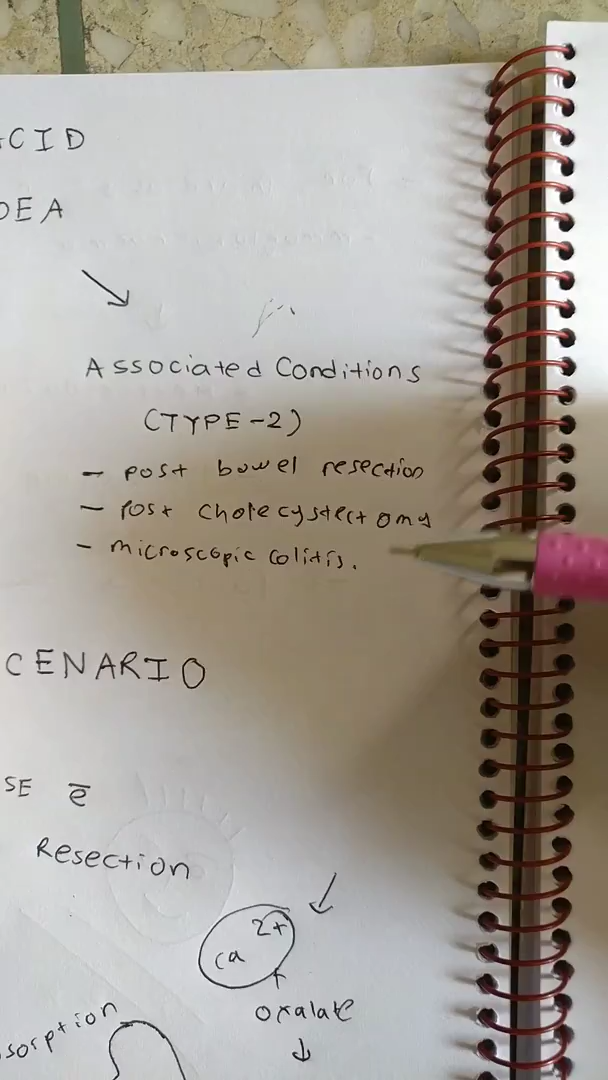 CID
OEA
Associated Conditions
(TYPE-2)
- post bowel resection
- Post cholecystectomy
- microscopic colitis.
CENARIO
SE ē
Resection
Ca 2+
oxalate
sorption